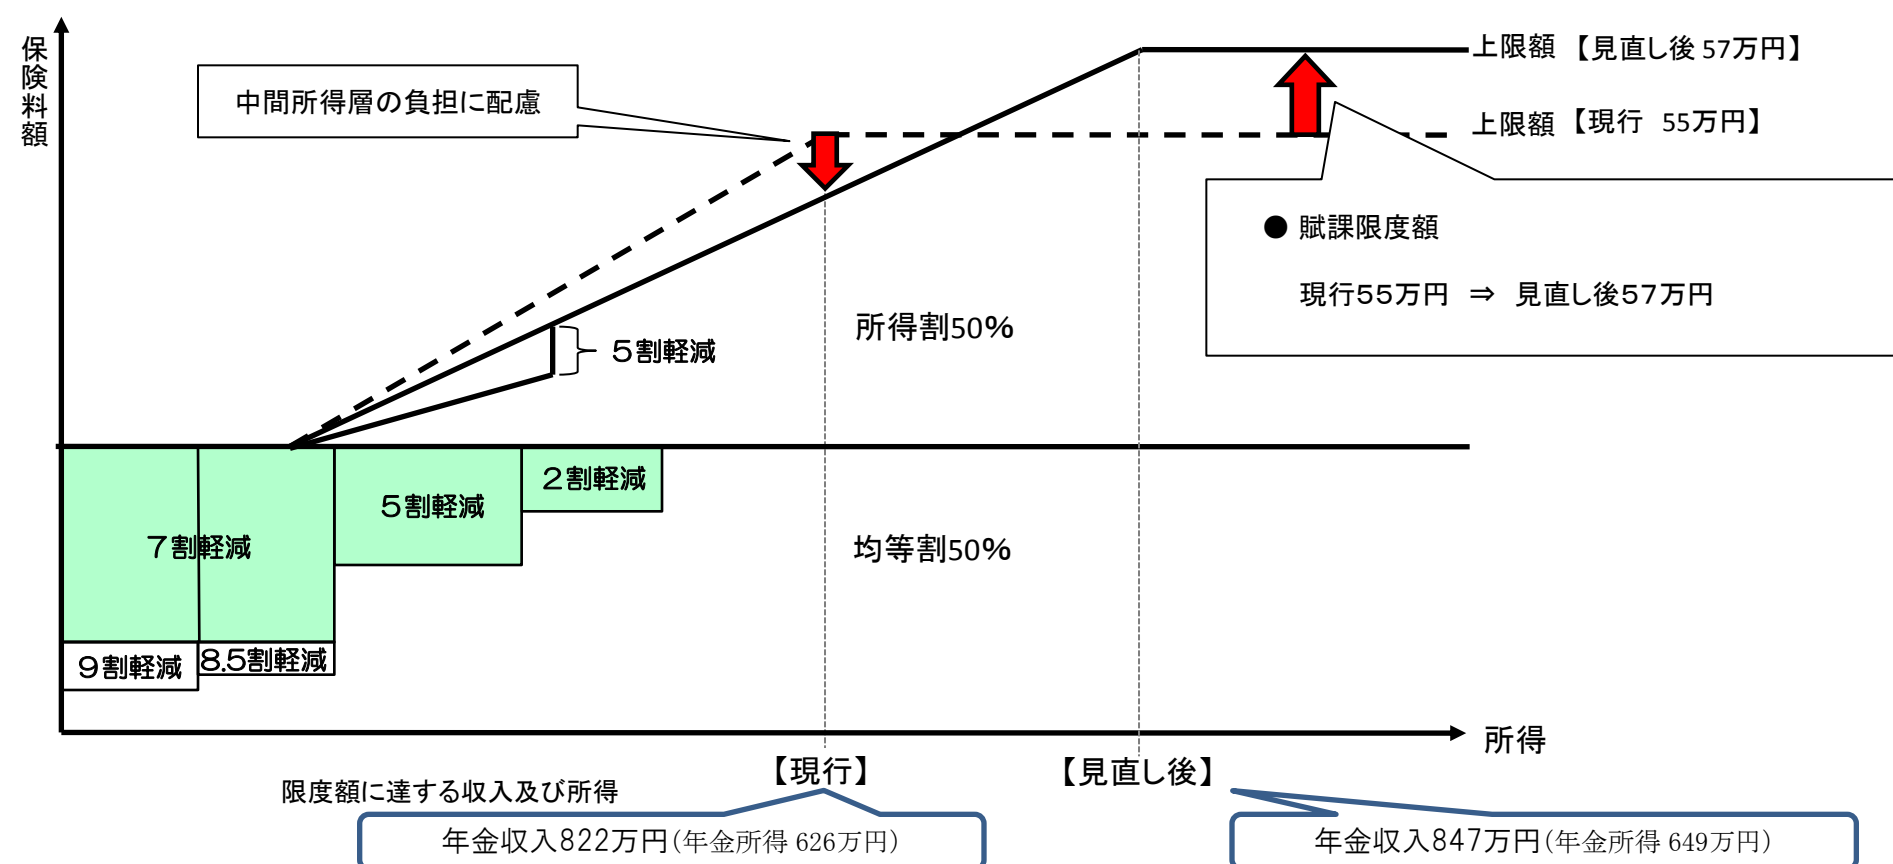 保険料額
上限額 【見直し後 57万円】
中間所得層の負担に配慮
上限額 【現行 55万円】
● 賦課限度額
現行55万円 ⇒ 見直し後57万円
所得割50%
５割軽減
２割軽減
５割軽減
７割軽減
均等割50%
９割軽減
8.5割軽減
所得
【現行】
【見直し後】
限度額に達する収入及び所得
年金収入822万円(年金所得 626万円)
年金収入847万円(年金所得 649万円)